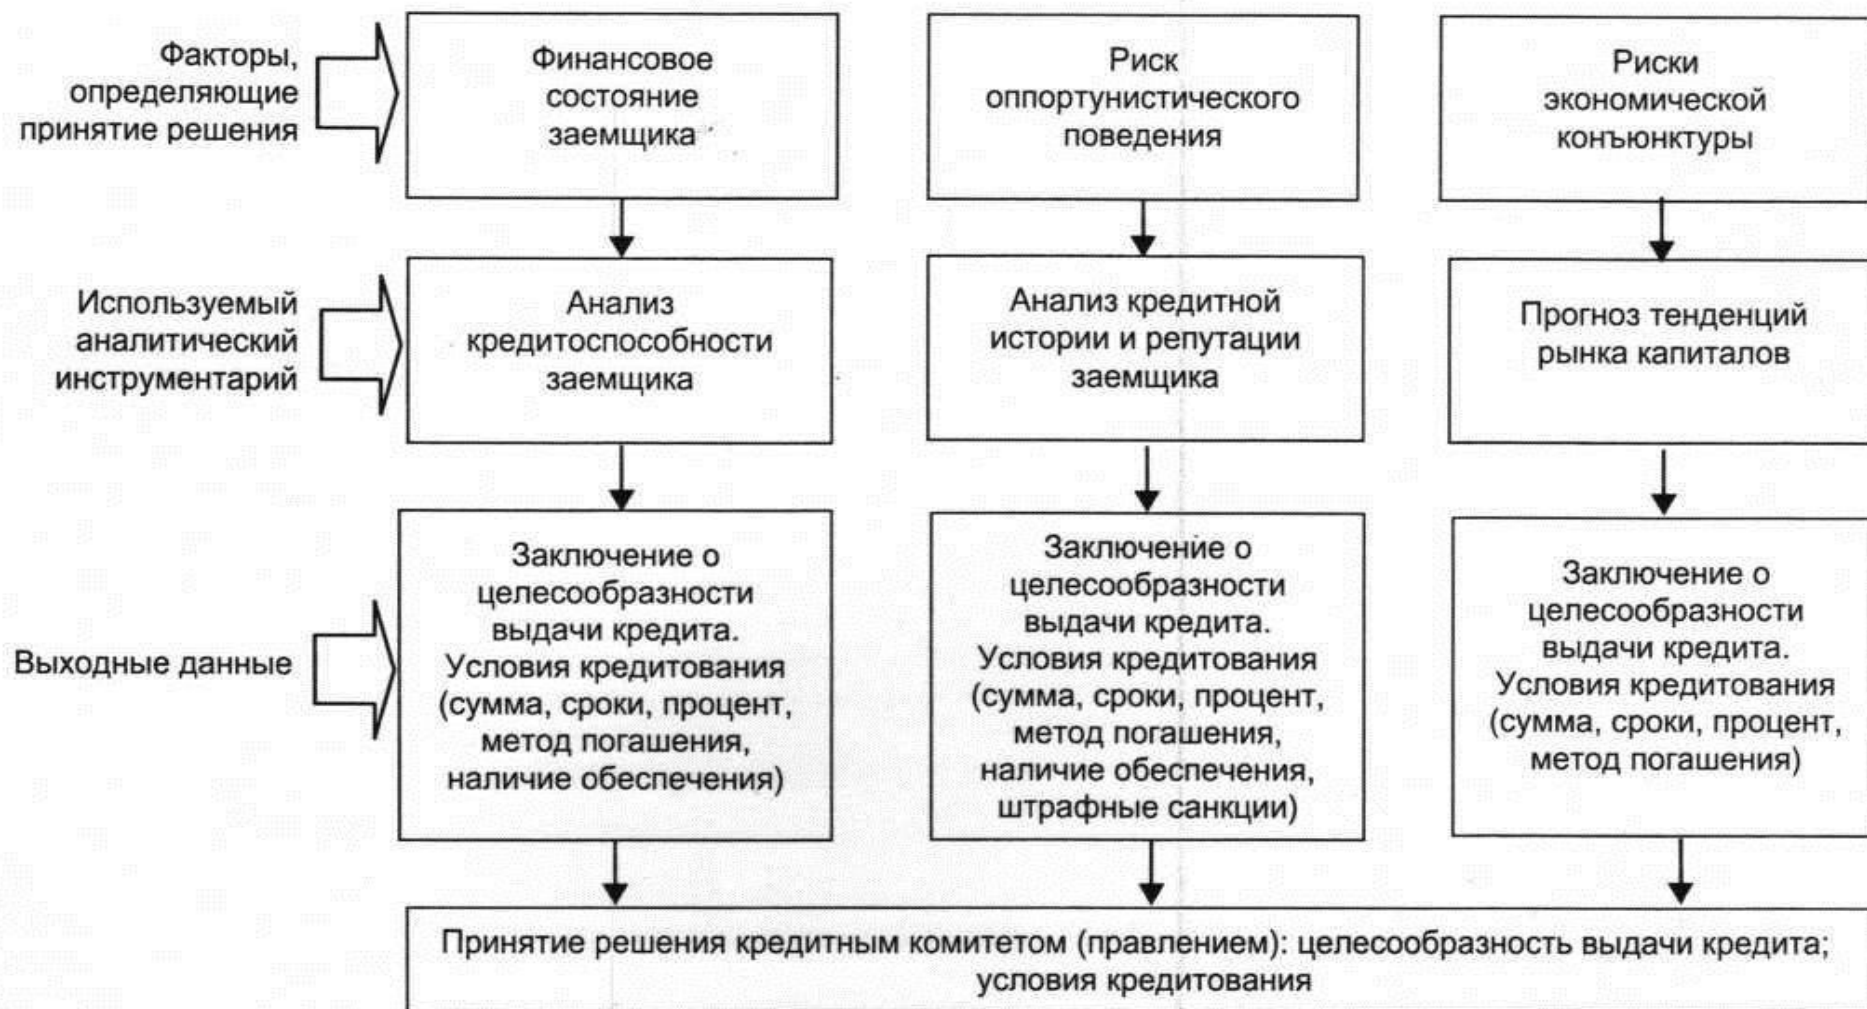 Факторы,
определяющие
принятие решения
Финансовое
состояние
заемщика
Риск
оппортунистического
поведения
Риски
экономической
конъюнктуры
Используемый
аналитический
инструментарий
Анализ
кредитоспособности
заемщика
Анализ кредитной
истории и репутации
заемщика
Прогноз тенденций
рынка капиталов
Выходные данные
Заключение о
целесообразности
выдачи кредита.
Условия кредитования
(сумма, сроки, процент,
метод погашения,
наличие обеспечения)
Заключение о
целесообразности
выдачи кредита.
Условия кредитования
(сумма, сроки, процент,
метод погашения,
наличие обеспечения,
штрафные санкции)
Заключение о
целесообразности
выдачи кредита.
Условия кредитования
(сумма, сроки, процент,
метод погашения)
Принятие решения кредитным комитетом (правлением): целесообразность выдачи кредита;
условия кредитования